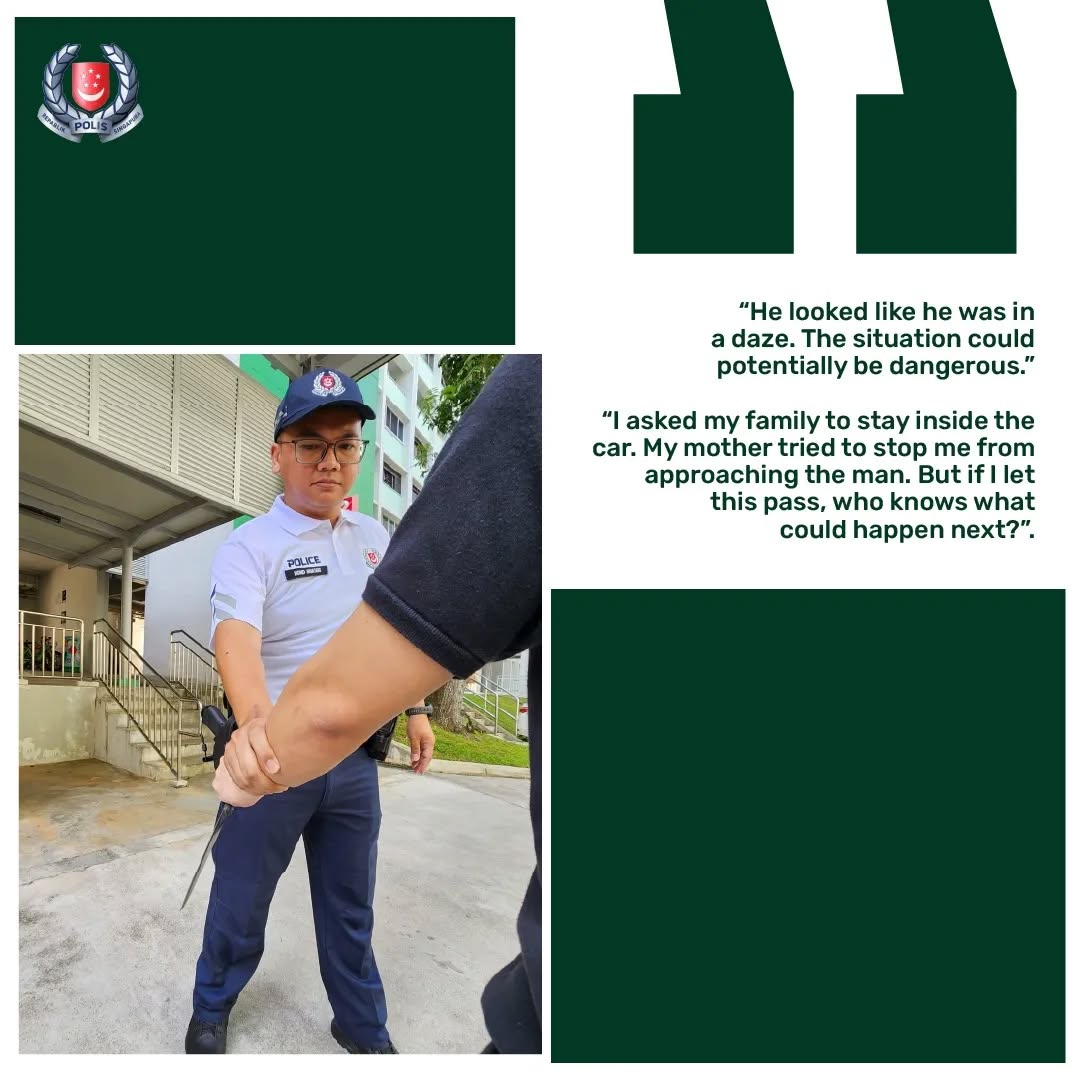 REPABLIK POLIS SINGAPURA
“He looked like he was in
a daze. The situation could
potentially be dangerous.”
“I asked my family to stay inside the
car. My mother tried to stop me from
approaching the man. But if I let
this pass, who knows what
could happen next?”.
POLICE